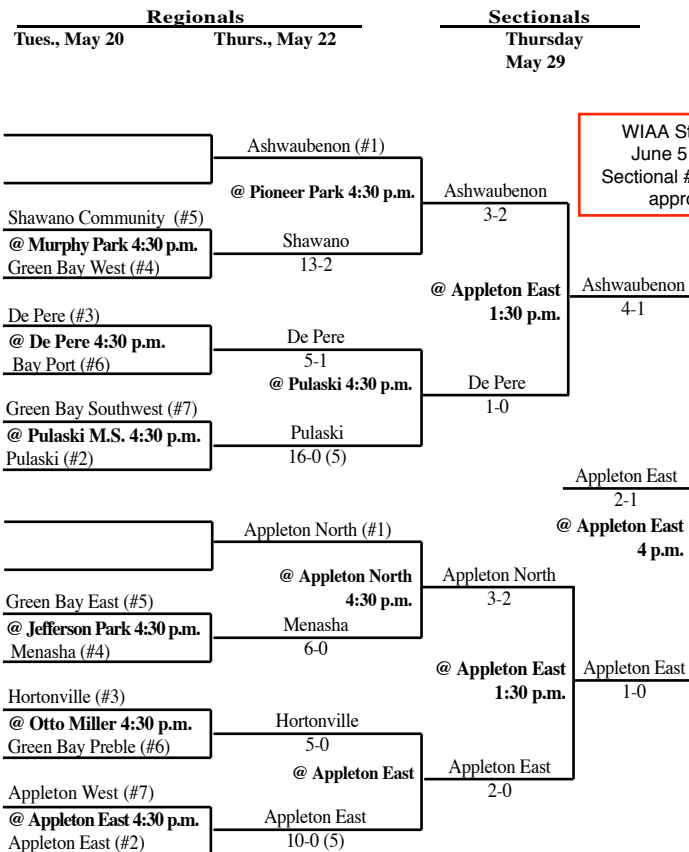 Regionals
Sectionals
Tues., May 20
Thurs., May 22
Thursday
May 29
WIAA
June 5
Sectional
Ashwaubenon (#1)
@ Pioneer Park 4:30 p.m.
Ashwaubenon
3-2
Shawano Community (#5)
@ Murphy Park 4:30 p.m.
Green Bay West (#4)
Shawano
13-2
@ Appleton East
1:30 p.m.
Ashwaubenon
4-1
De Pere (#3)
@ De Pere 4:30 p.m.
Bay Port (#6)
De Pere
5-1
@ Pulaski 4:30 p.m.
De Pere
1-0
Green Bay Southwest (#7)
@ Pulaski M.S. 4:30 p.m.
Pulaski (#2)
Pulaski
16-0 (5)
Appleton East
2-1
@ Appleton East
4 p.m.
Appleton North (#1)
@ Appleton North
4:30 p.m.
Appleton North
3-2
Green Bay East (#5)
@ Jefferson Park 4:30 p.m.
Menasha (#4)
Menasha
6-0
@ Appleton East
1:30 p.m.
Appleton East
1-0
Hortonville (#3)
@ Otto Miller 4:30 p.m.
Green Bay Preble (#6)
Hortonville
5-0
@ Appleton East
Appleton East
2-0
Appleton West (#7)
@ Appleton East 4:30 p.m.
Appleton East (#2)
Appleton East
10-0 (5)